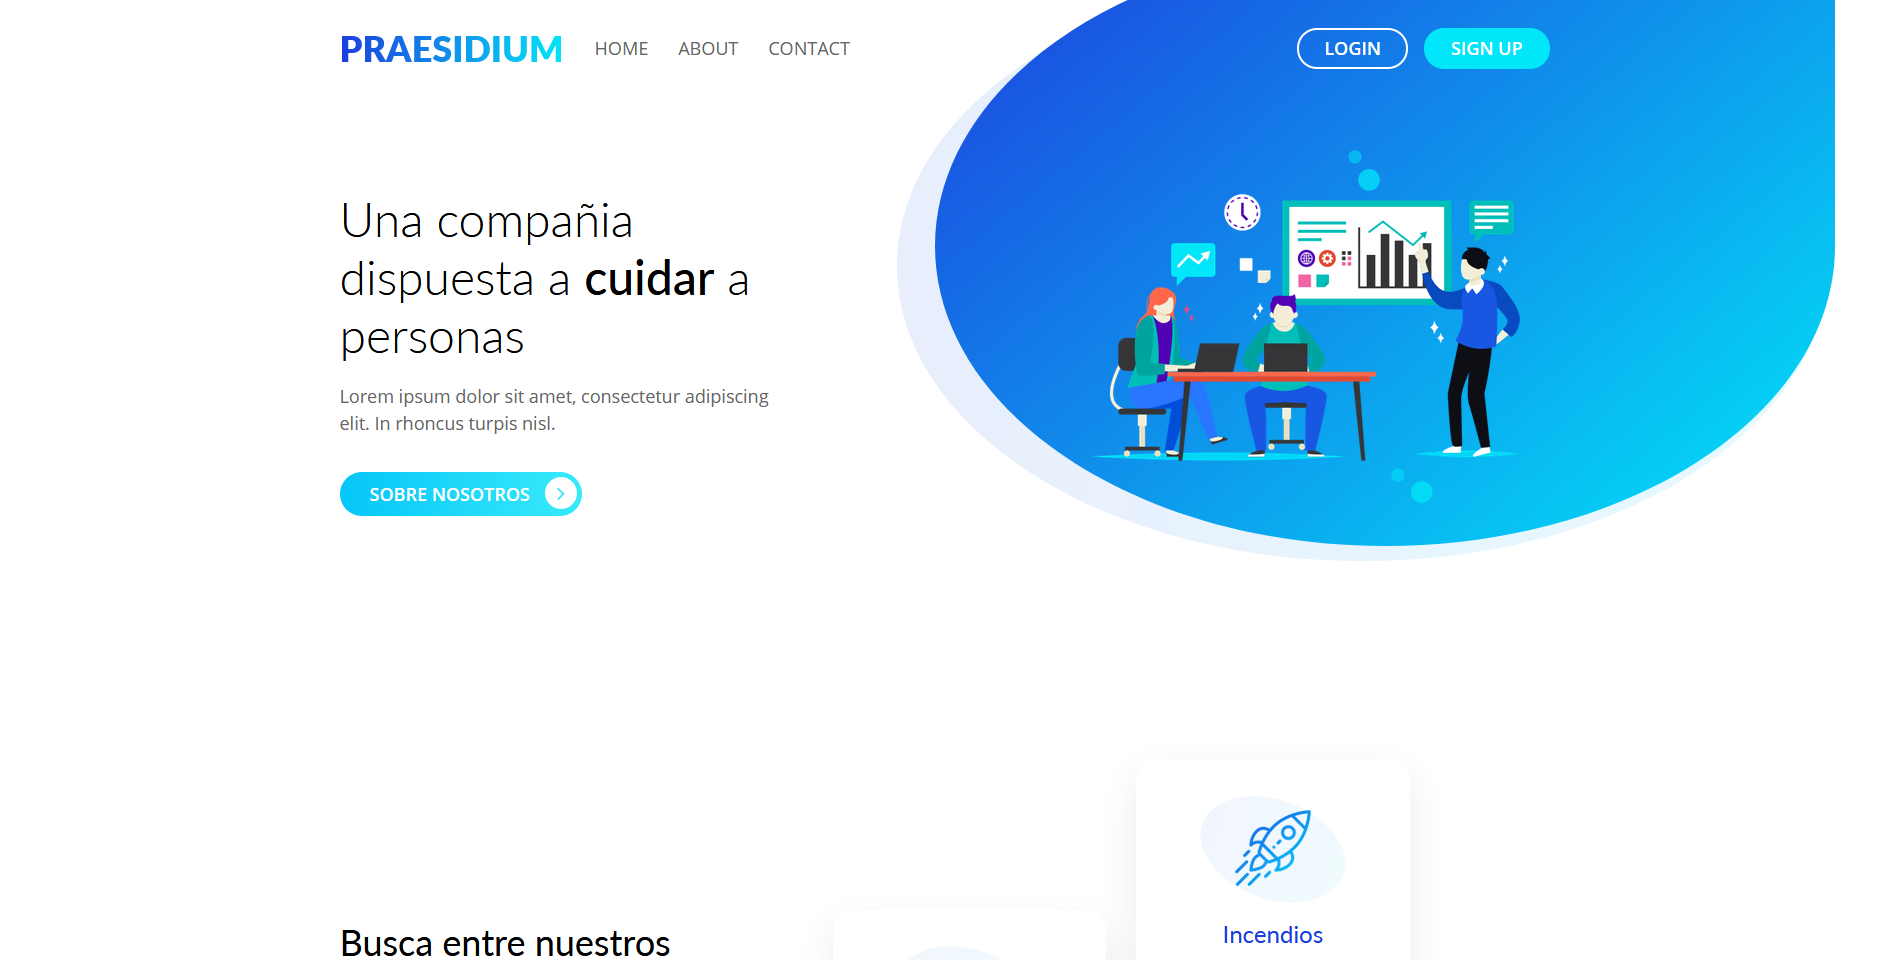 PRAESIDIUM HOME ABOUT CONTACT LOGIN SIGN UP
Una compañia
dispuesta a cuidar a
personas
Lorem ipsum dolor sit amet, consectetur adipiscing
elit. In rhoncus turpis nisl.
SOBRE NOSOTROS
Incendios
Busca entre nuestros